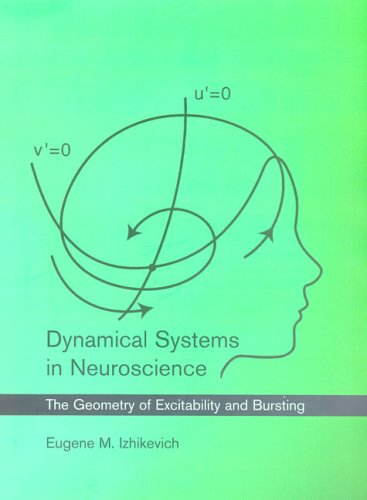 u'=0
v'=0
Dynamical Systems
in Neuroscience
The Geometry of Excitability and Bursting
Eugene M. Izhikevich